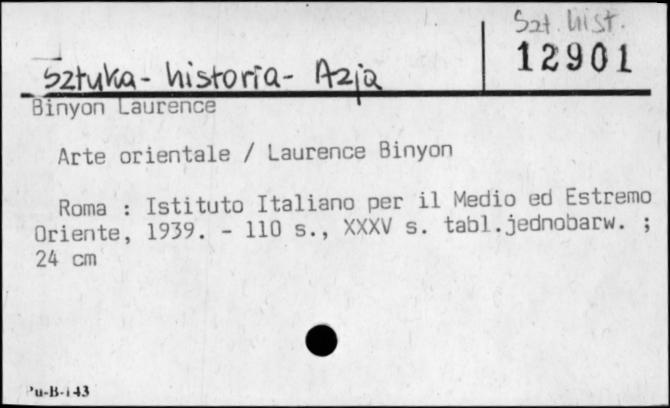 Szt. hist.
12901
Sztuka - historia - Azja
Binyon Laurence
Arte orientale / Laurence Binyon
Roma : Istituto Italiano per il Medio ed Estremo
Oriente, 1939. - 110 s., XXXV s. tabl.jednobarw. ;
24 cm
Pu-B-i 43